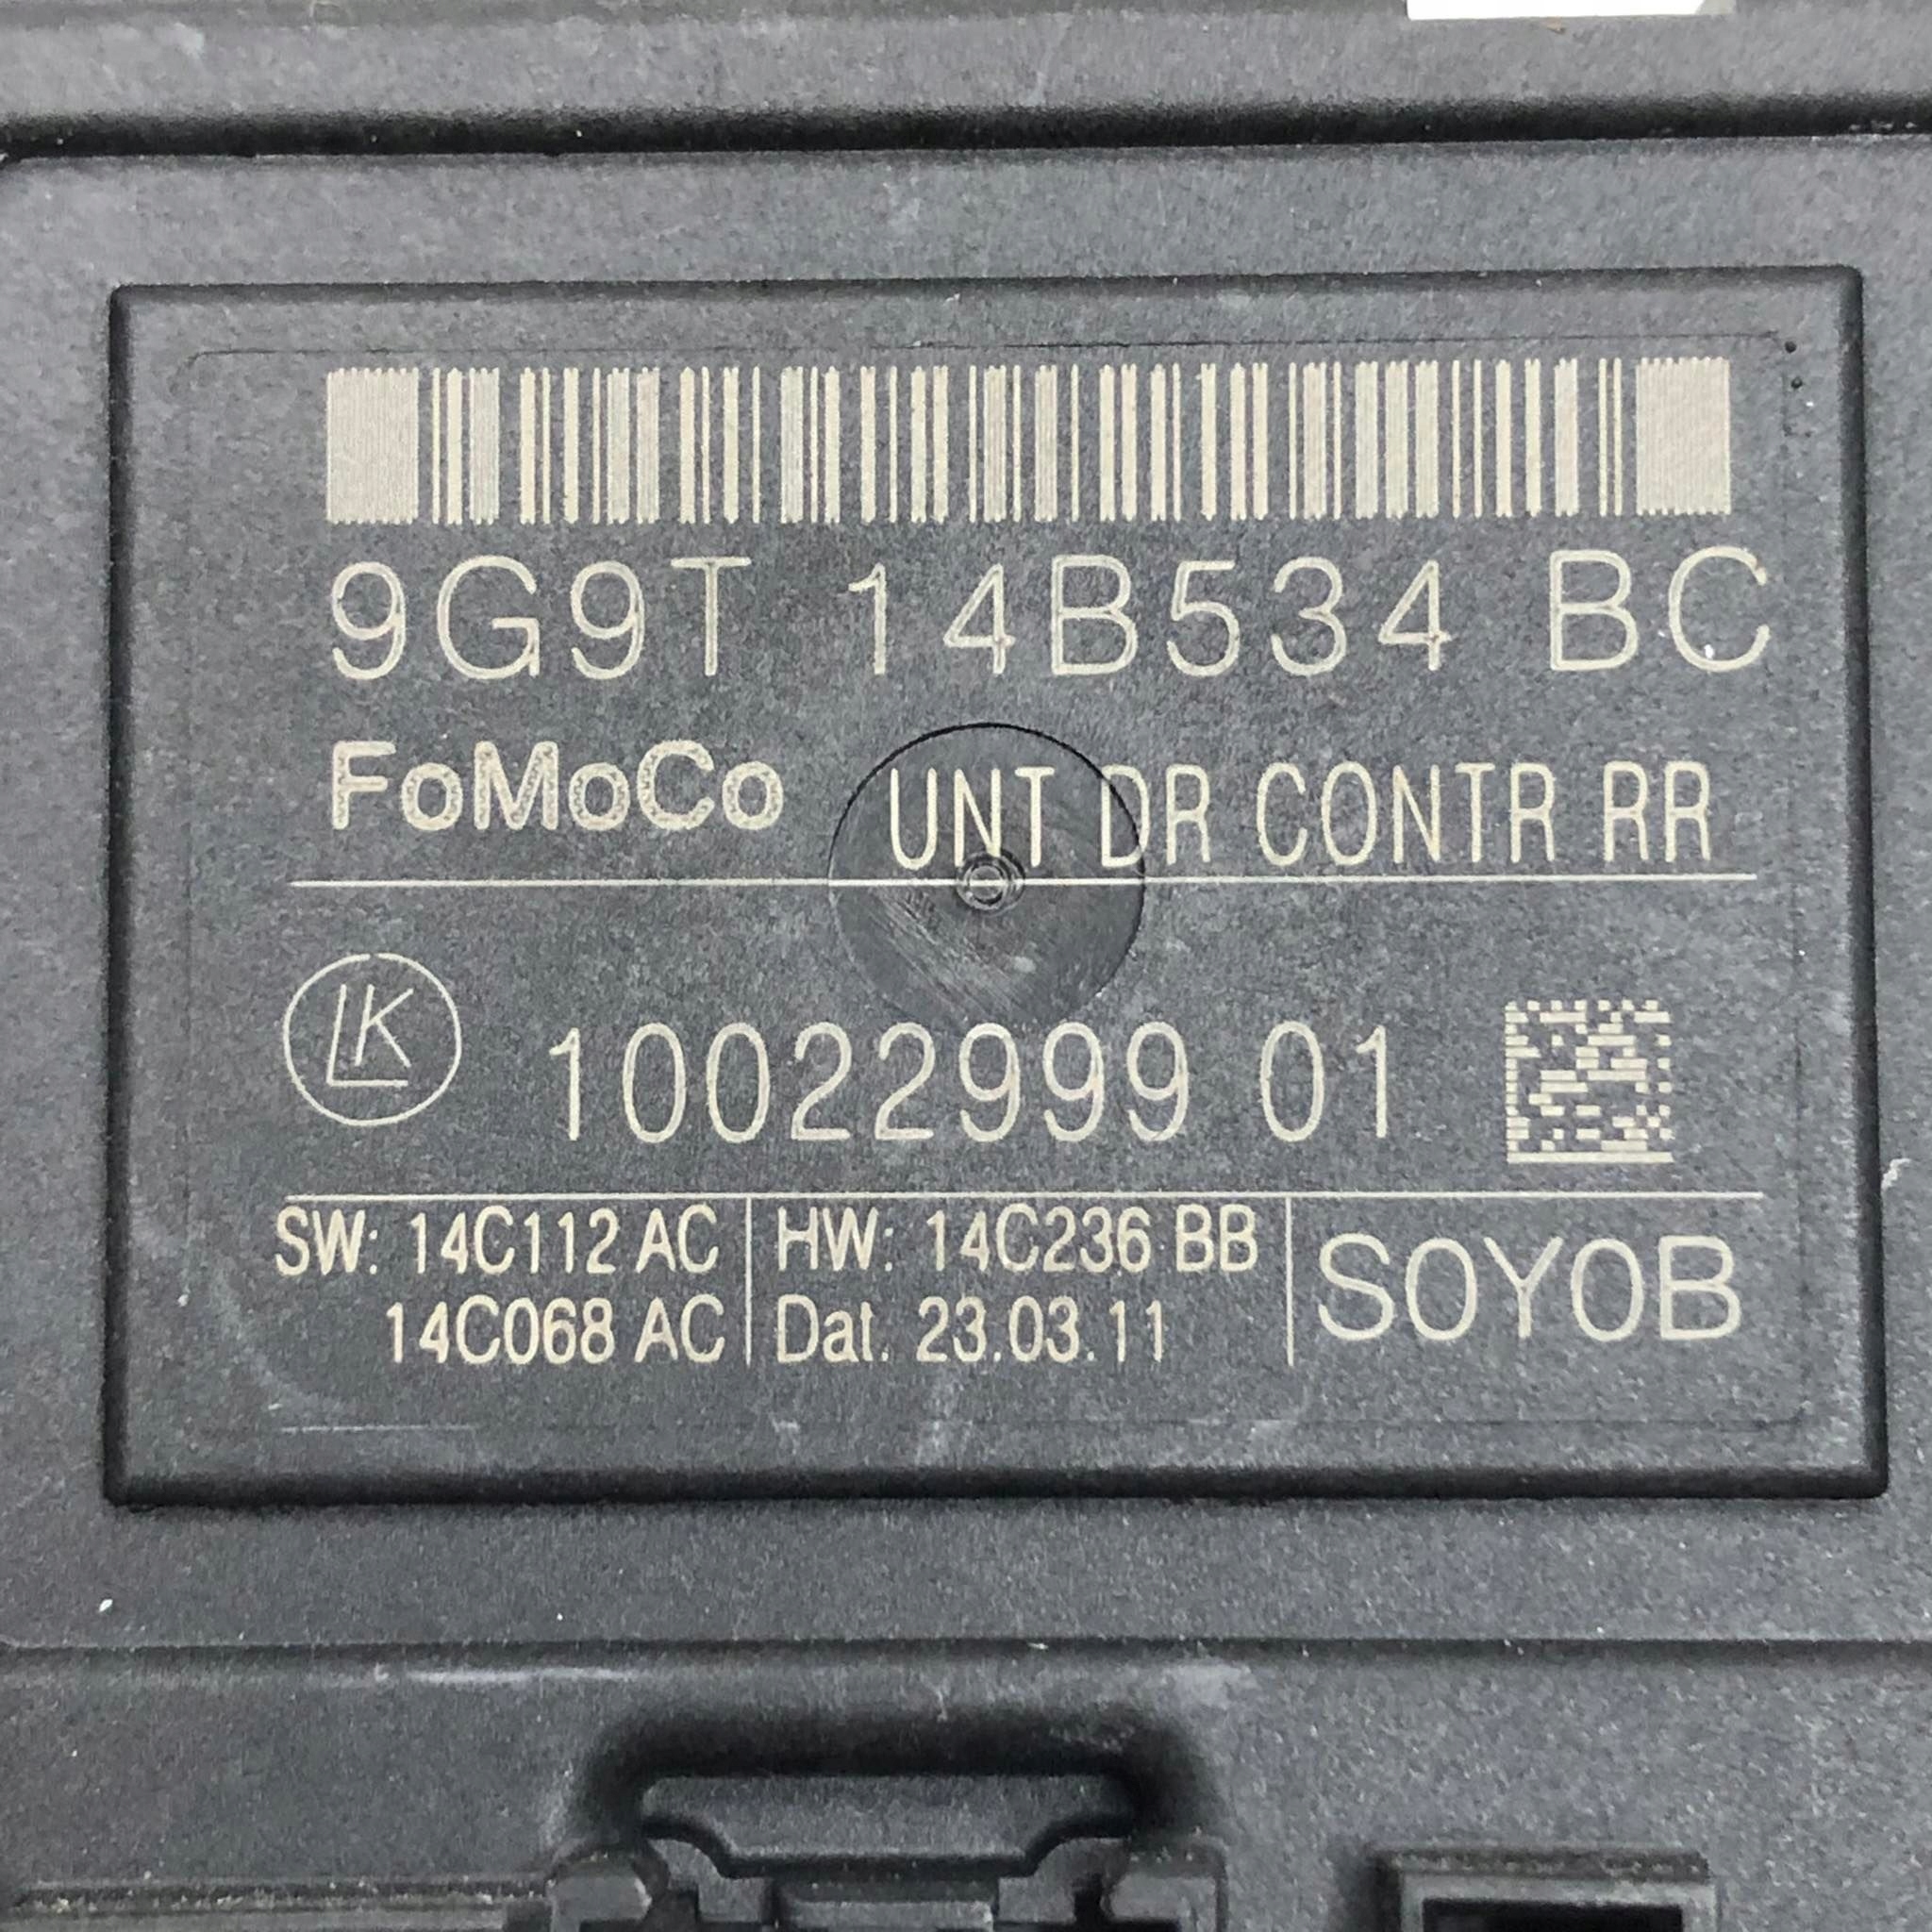 9G9T 14B534 BC
FoMoCo UNT DR CONTR RR
LK 10022999 01
SW: 14C112 AC HW: 14C236 BB SOYOB
14C068 AC Dat. 23.03.11